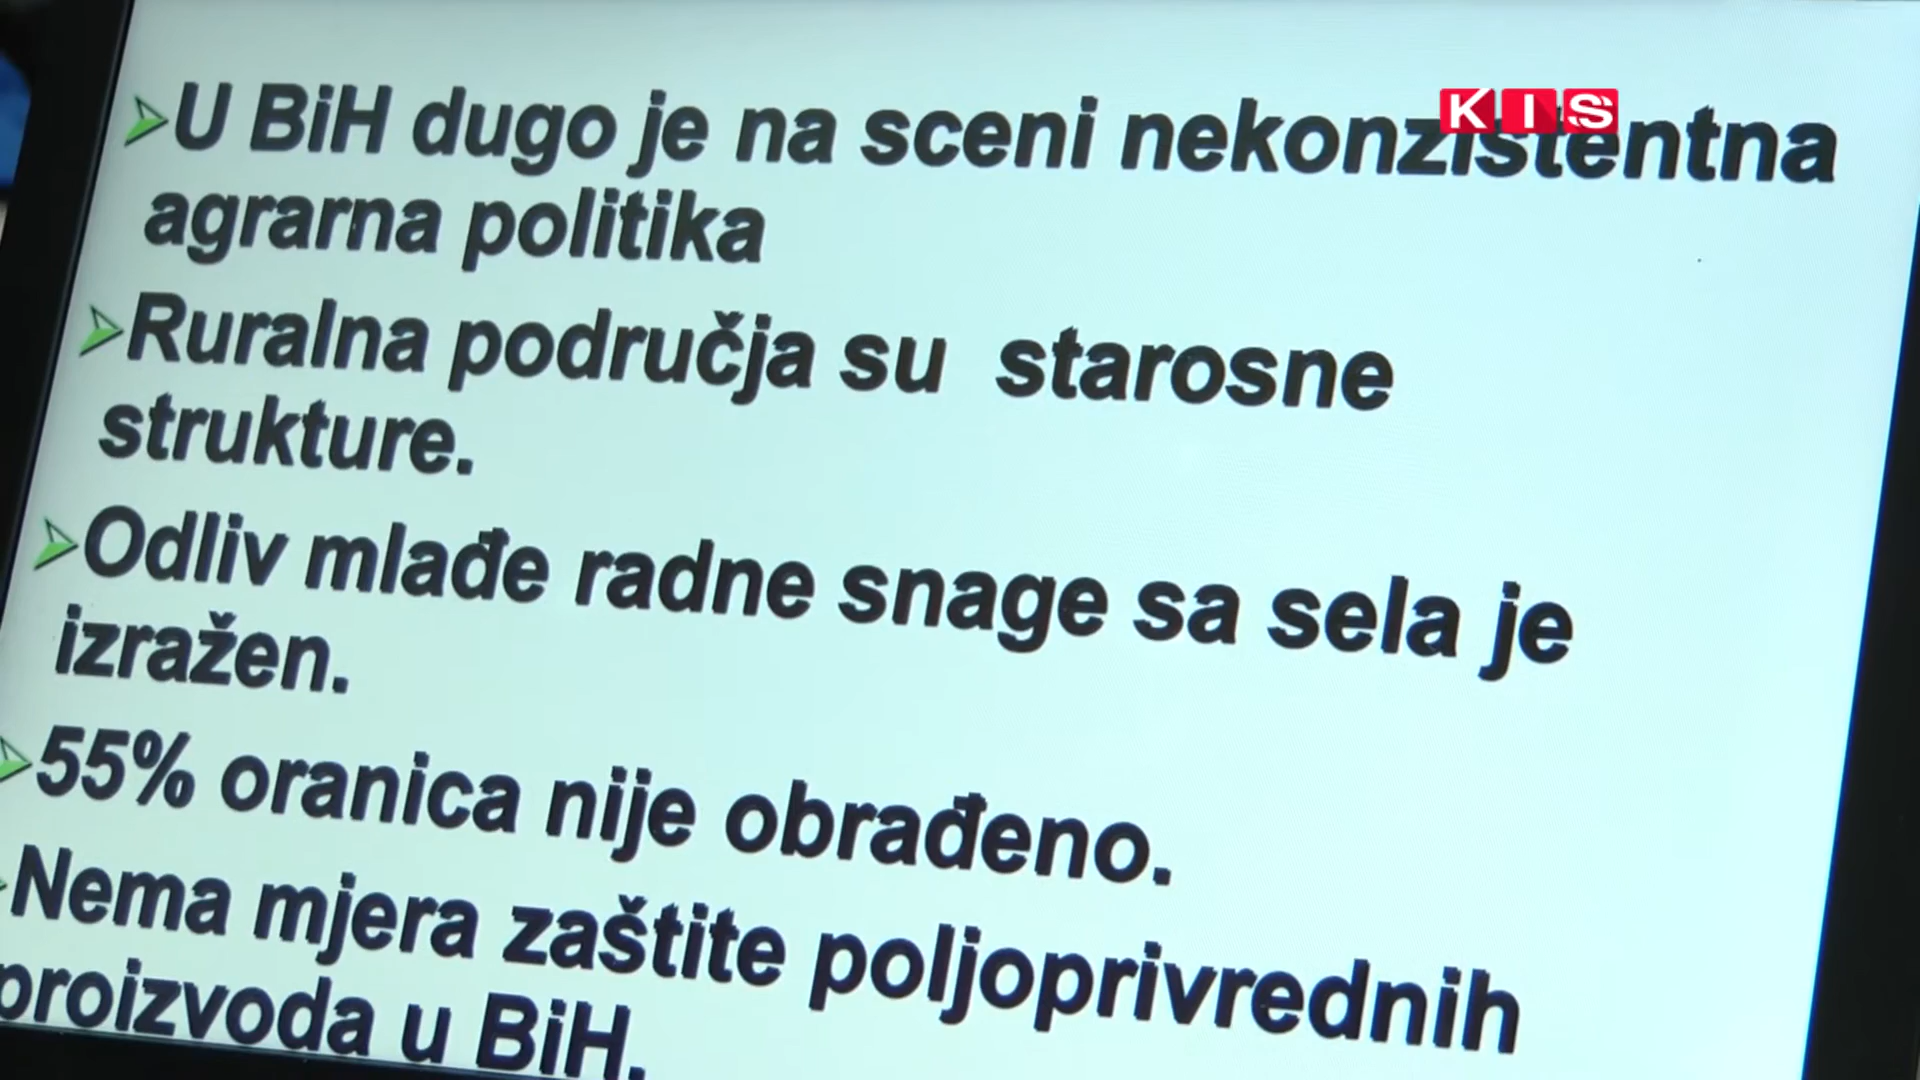 KIS
U BiH dugo je na sceni nekonzistentna
agrarna politika
Ruralna područja su starosne
strukture.
Odliv mlađe radne snage sa sela je
izražen.
55% oranica nije obrađeno.
Nema mjera zaštite poljoprivrednih
proizvoda u BiH.